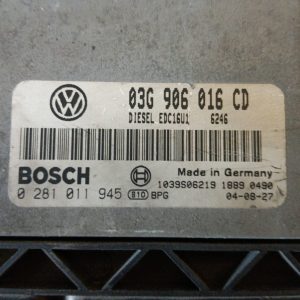 03G 906 016 CD
DIESEL EDC16U1 6246
BOSCH Made in Germany
1039S06219 1889 0490
0 281 011 945 810 BPG 04-08-27